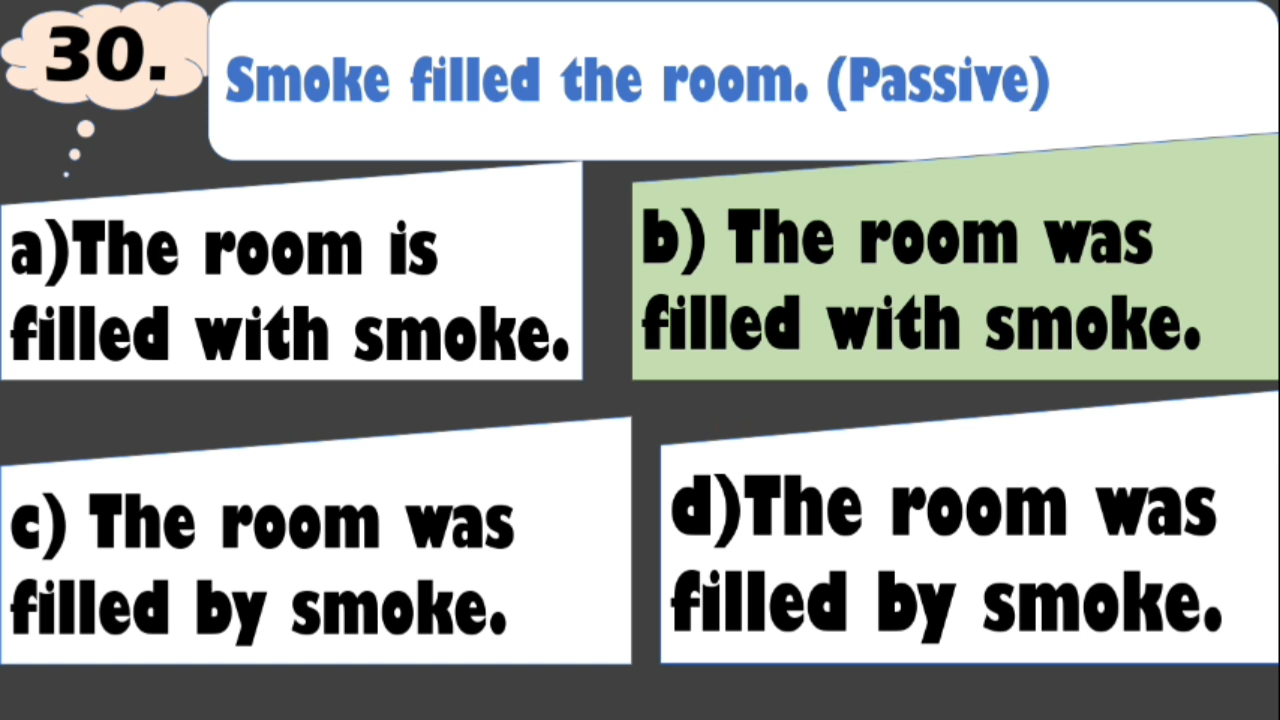 30.
Smoke filled the room. (Passive)
a)The room is
filled with smoke.
b) The room was
filled with smoke.
c) The room was
filled by smoke.
d)The room was
filled by smoke.